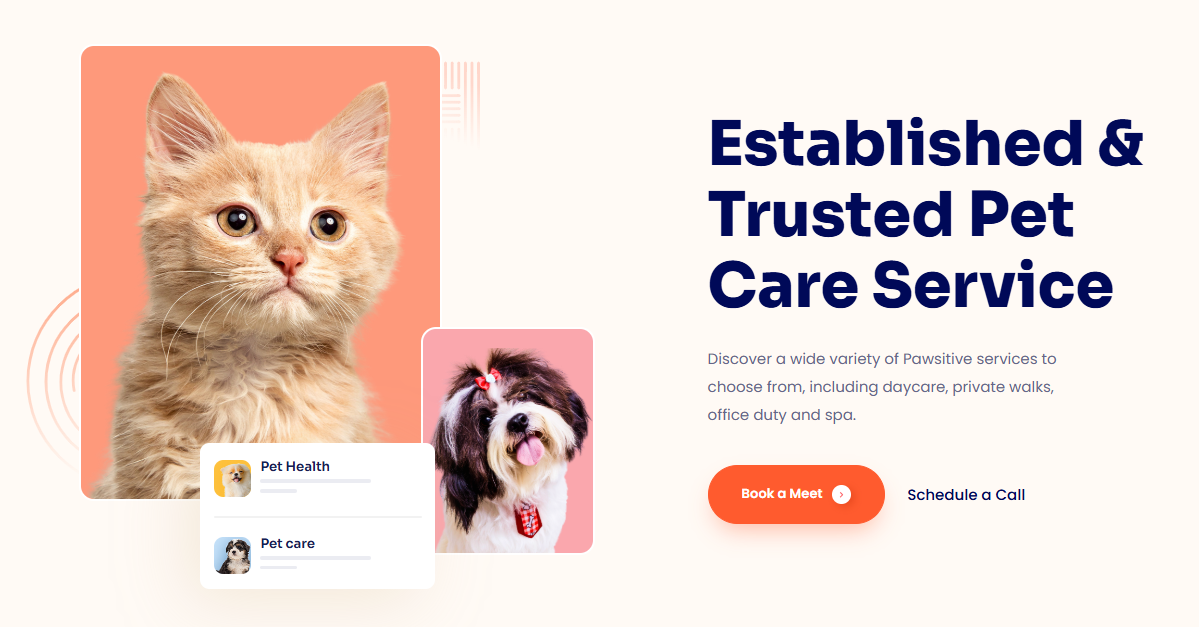 Established &
Trusted Pet
Care Service
Discover a wide variety of Pawsitive services to
choose from, including daycare, private walks,
office duty and spa.
Book a Meet
Schedule a Call
Pet Health
Pet care